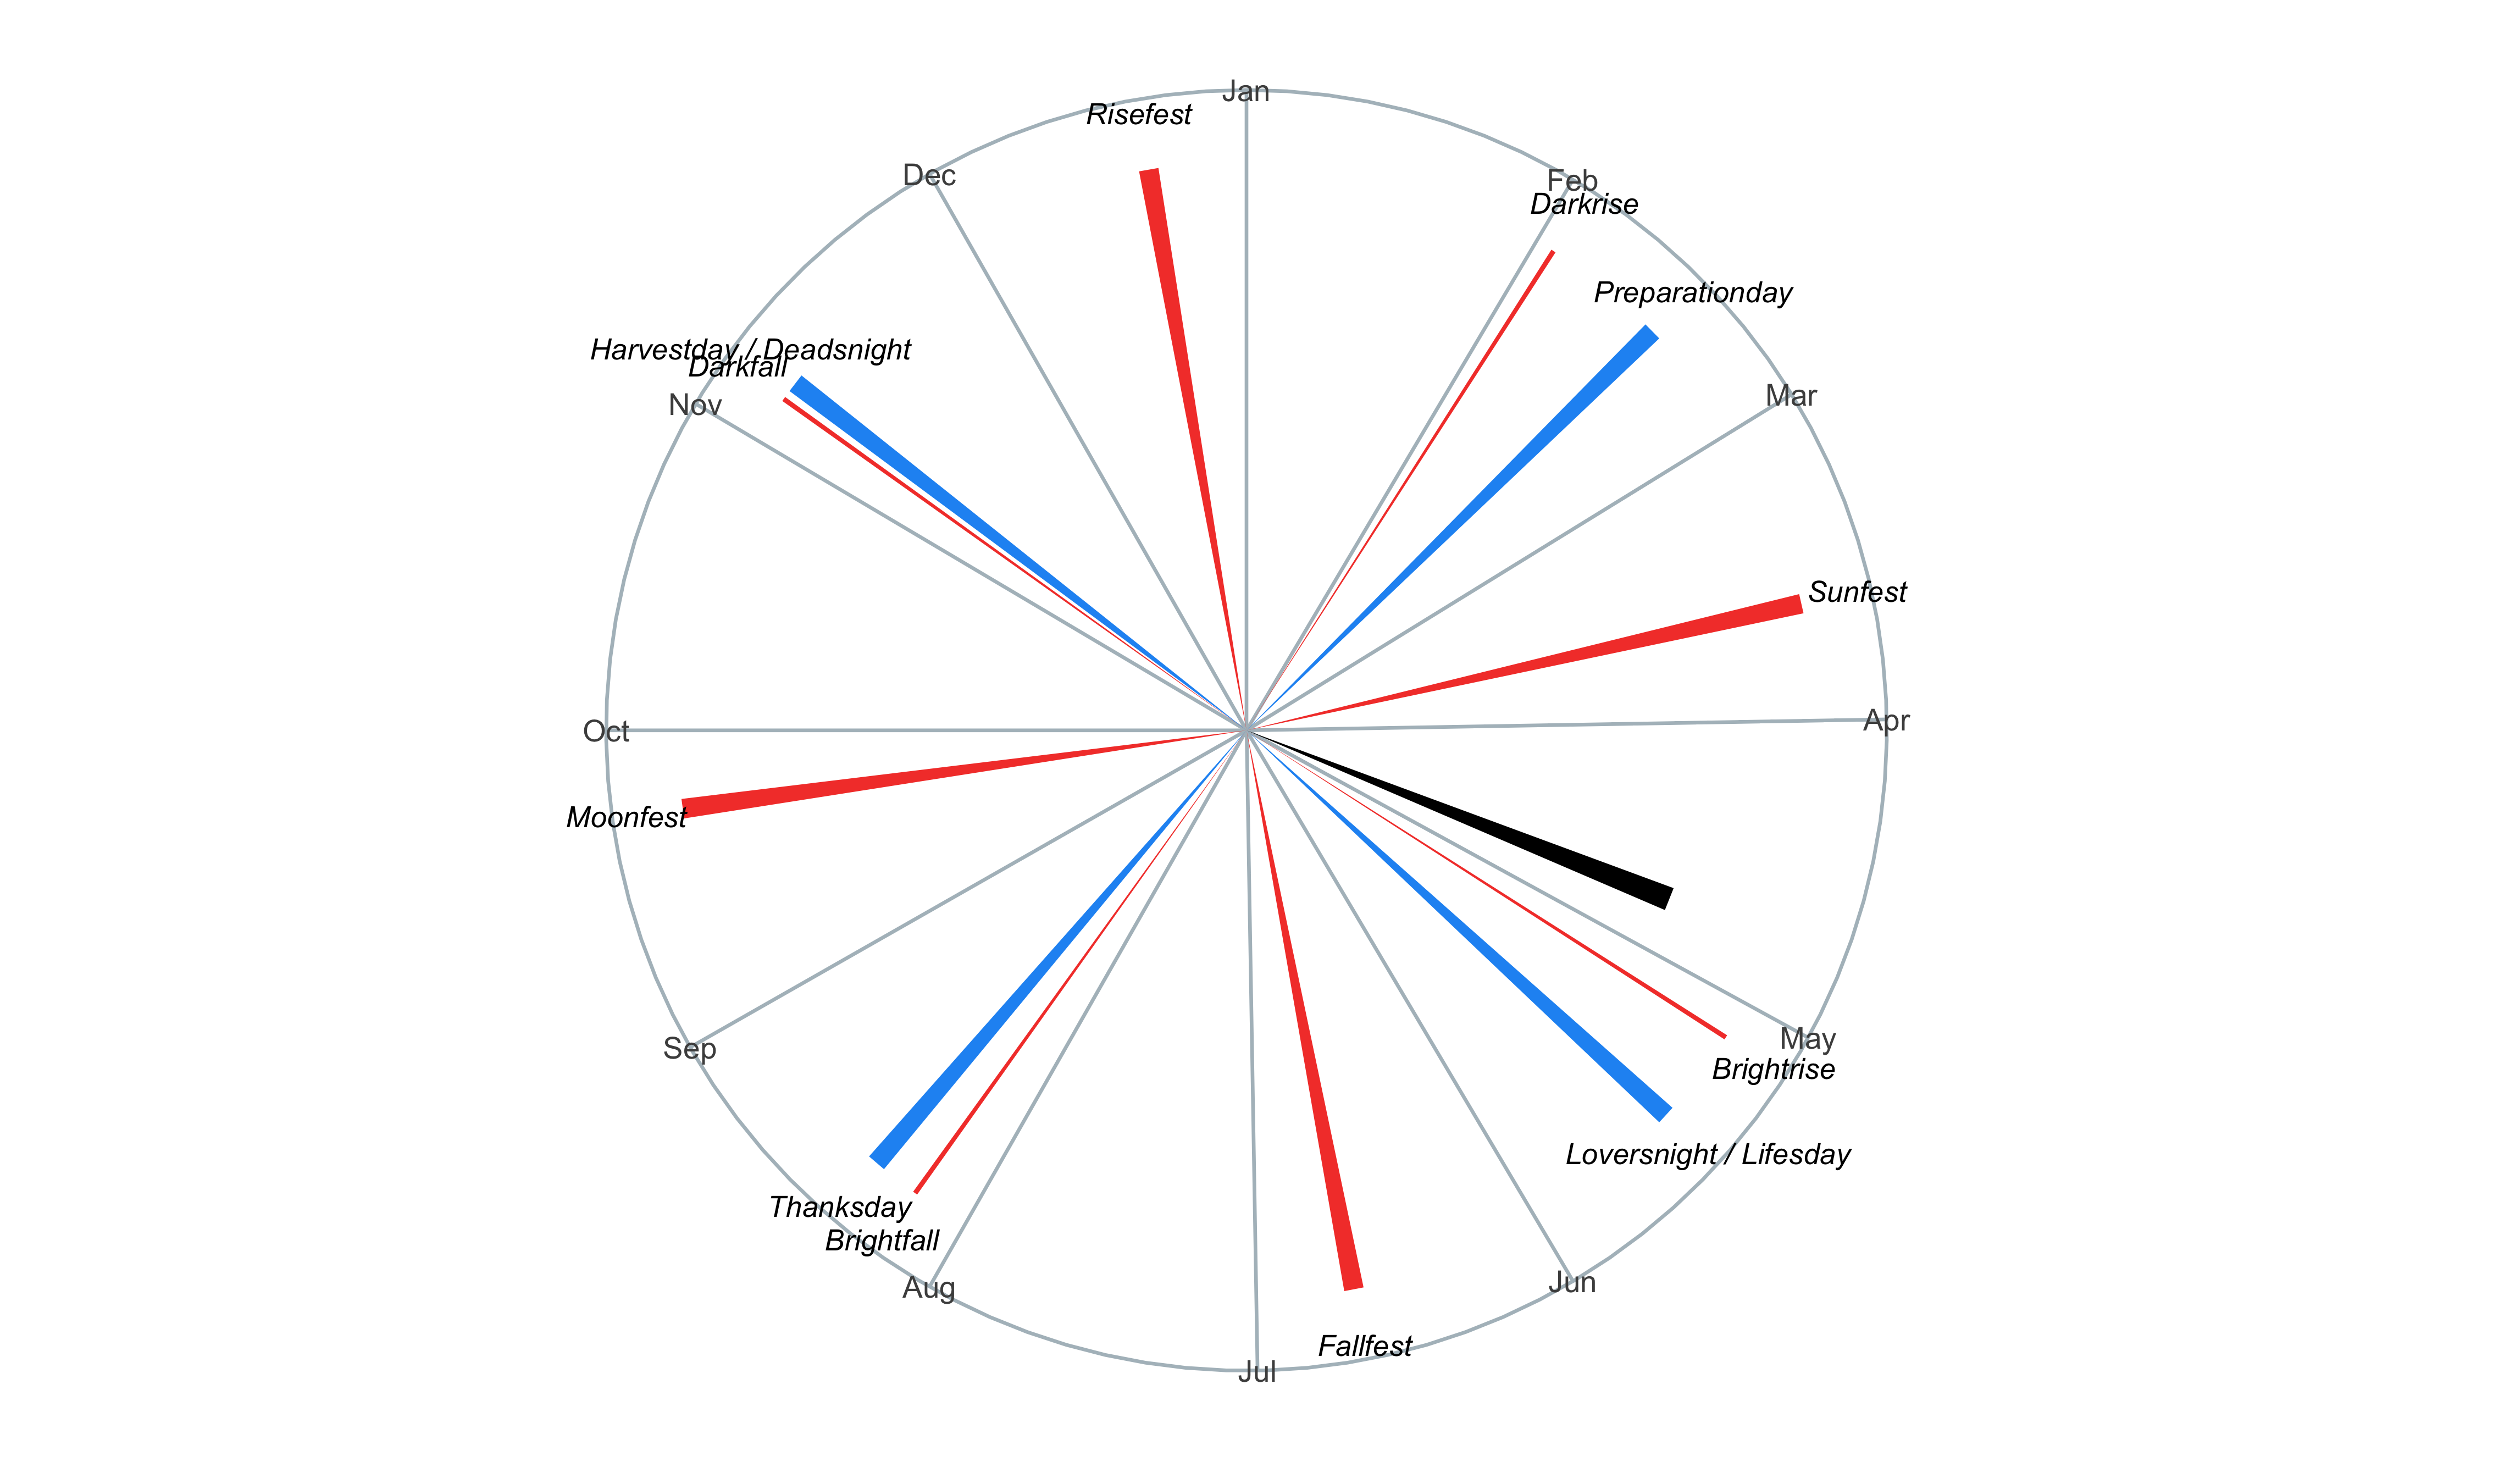 Jan
Risefest
Dec
Feb
Darkrise
Preparationday
Harvestday / Deadsnight
Darkfall
Mar
Nov
Sunfest
Apr
Oct
Moonfest
May
Sep
Brightrise
Loversnight / Lifesday
Thanksday
Brightfall
Jun
Aug
Fallfest
Jul